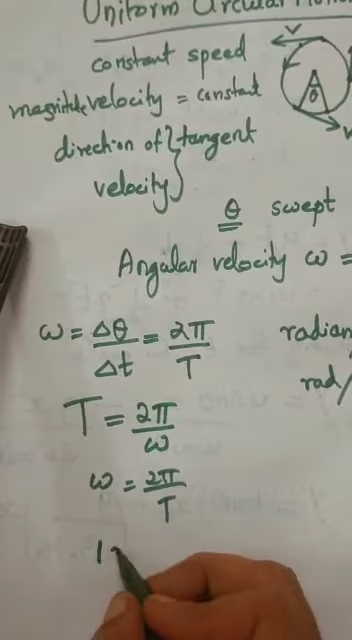 Uniform Circular
constant speed
magnitude velocity = constant
direction of } tangent
velocity
θ swept
Angular velocity ω =
ω = Δθ/Δt = 2π/T
radian
rad/
T = 2π/ω
ω = 2π/T
V
θ
V